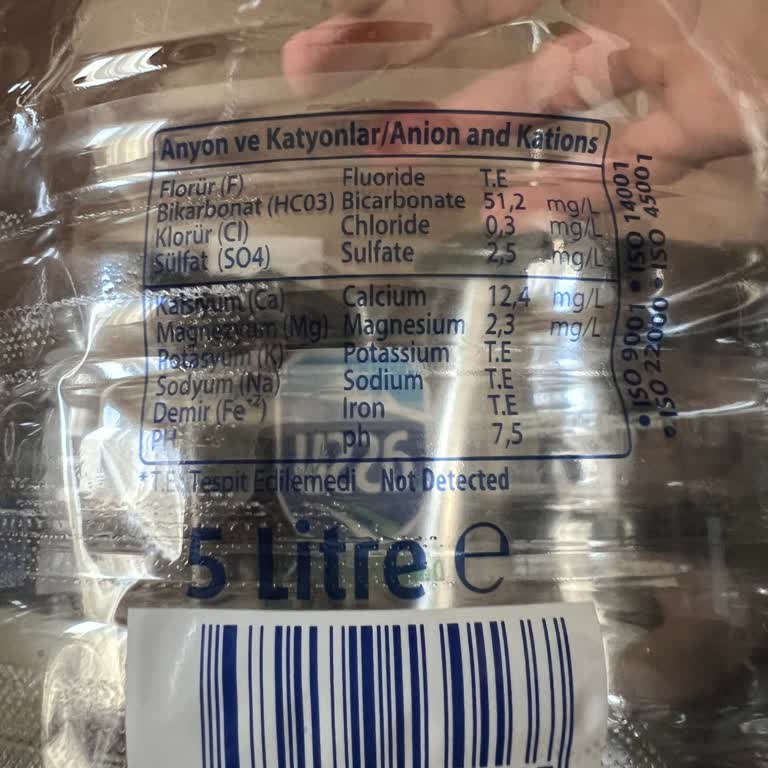 Anyon ve Katyonlar/Anion and Kations
Florür (F) Fluoride T.E
Bikarbonat (HC03) Bicarbonate 51,2 mg/L
Klorür (Cl) Chloride 0,3 mg/L
Sülfat (SO4) Sulfate 2,5 mg/L
Kalsiyum (Ca) Calcium 12,4 mg/L
Magnezyum (Mg) Magnesium 2,3 mg/L
Potasyum (K) Potassium T.E
Sodyum (Na) Sodium T.E
Demir (Fe+2) Iron T.E
PH ph 7,5
*T.E: Tespit Edilemedi Not Detected
• ISO 9001 • ISO 14001
• ISO 22000 • ISO 45001
5 Litre e